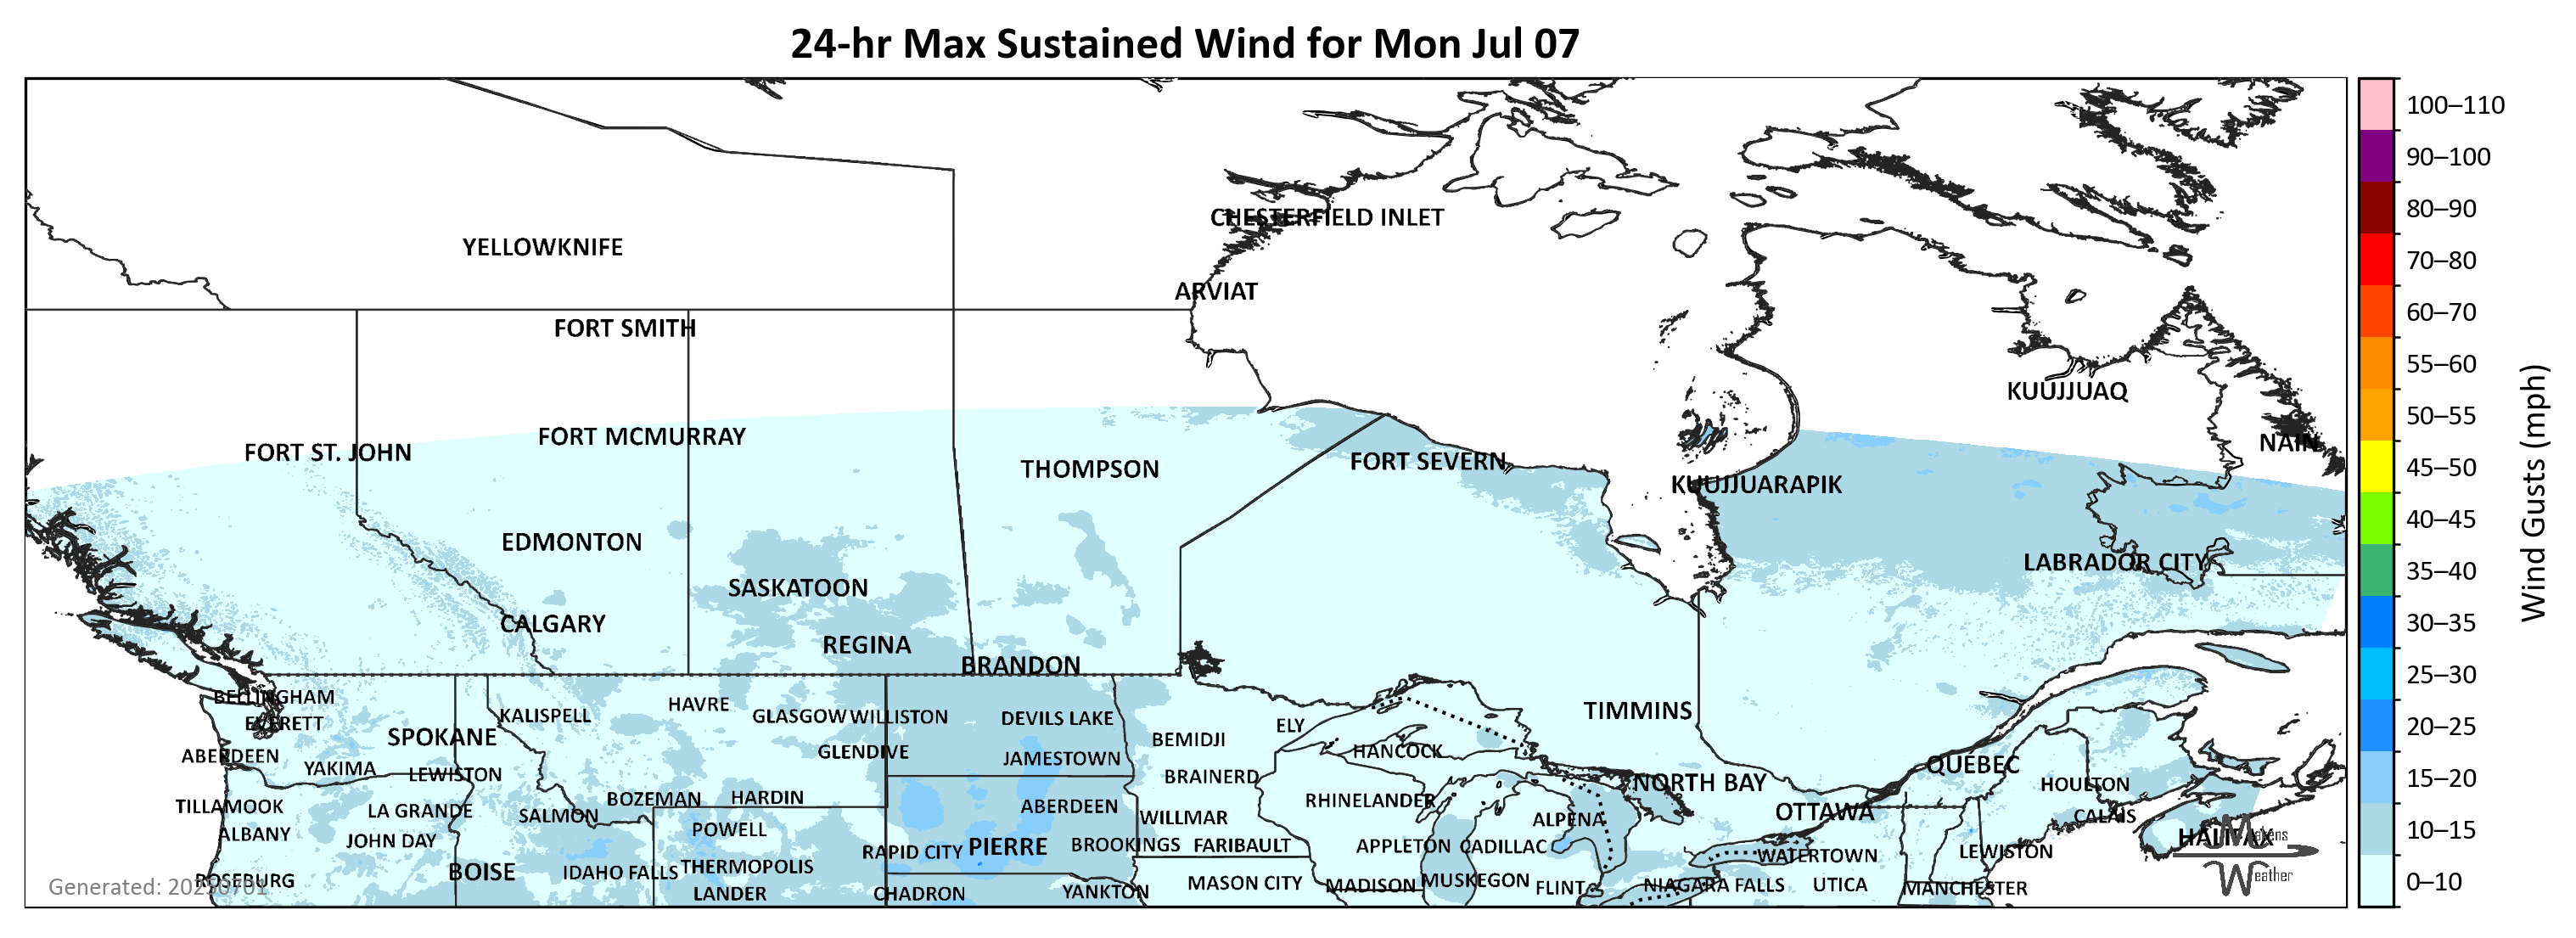 24-hr Max Sustained Wind for Mon Jul 07
CHESTERFIELD INLET
YELLOWKNIFE
ARVIAT
FORT SMITH
KUUJJUAQ
FORT MCMURRAY
NAIN
FORT ST. JOHN
FORT SEVERN
THOMPSON
KUUJJUARAPIK
EDMONTON
LABRADOR CITY
SASKATOON
CALGARY
REGINA
BRANDON
BELLINGHAM
HAVRE
TIMMINS
KALISPELL
GLASGOW WILLISTON
DEVILS LAKE
EVERETT
ELY
SPOKANE
BEMIDJI
HANCOCK
ABERDEEN
GLENDIVE
JAMESTOWN
QUÉBEC
YAKIMA
LEWISTON
BRAINERD
NORTH BAY
HOULTON
BOZEMAN
HARDIN
RHINELANDER
TILLAMOOK
LA GRANDE
SALMON
ABERDEEN
WILLMAR
ALPENA
OTTAWA
CALAIS
ALBANY
JOHN DAY
POWELL
HALIFAX
Makens
Weather
RAPID CITY
PIERRE
BROOKINGS
FARIBAULT
APPLETON
CADILLAC
WATERTOWN
LEWISTON
BOISE
IDAHO FALLS
THERMOPOLIS
ROSEBURG
Generated: 20250701
LANDER
CHADRON
YANKTON
MASON CITY
MADISON
MUSKEGON
FLINT
NIAGARA FALLS
UTICA
MANCHESTER
100–110
90–100
80–90
70–80
60–70
55–60
50–55
45–50
40–45
35–40
30–35
25–30
20–25
15–20
10–15
0–10
Wind Gusts (mph)